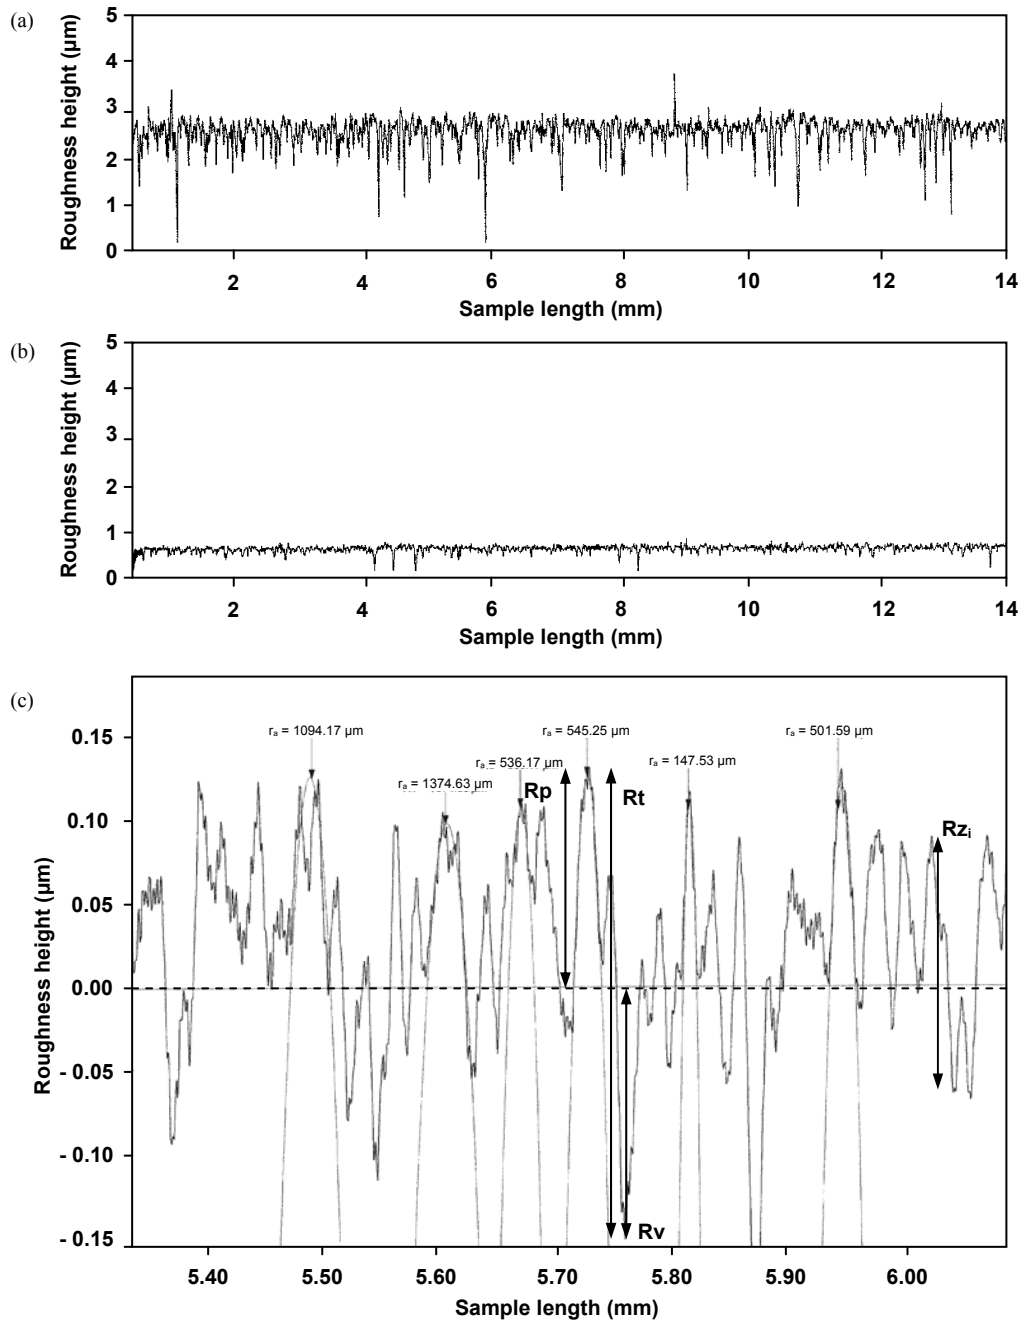 (a)
Roughness height (µm)
5
4
3
2
1
0
2 4 6 8 10 12 14
Sample length (mm)
(b)
Roughness height (µm)
5
4
3
2
1
0
2 4 6 8 10 12 14
Sample length (mm)
(c)
Roughness height (µm)
rₐ = 1094.17 µm
rₐ = 545.25 µm
rₐ = 501.59 µm
rₐ = 536.17 µm
rₐ = 147.53 µm
rₐ = 1374.63 µm
Rp
Rt
Rzᵢ
Rv
0.15
0.10
0.05
0.00
- 0.05
- 0.10
- 0.15
5.40 5.50 5.60 5.70 5.80 5.90 6.00
Sample length (mm)